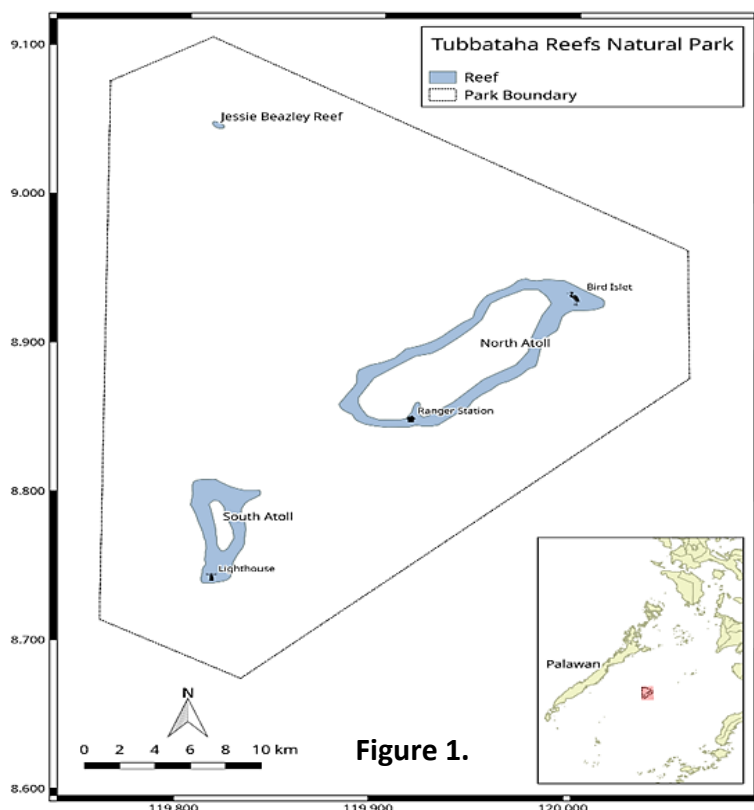 9.100
Tubbataha Reefs Natural Park
Reef
Park Boundary
Jessie Beazley Reef
9.000
Bird Islet
8.900
North Atoll
Ranger Station
8.800
South Atoll
Lighthouse
8.700
Palawan
N
0 2 4 6 8 10 km
Figure 1.
8.600
119.800 119.900 120.000